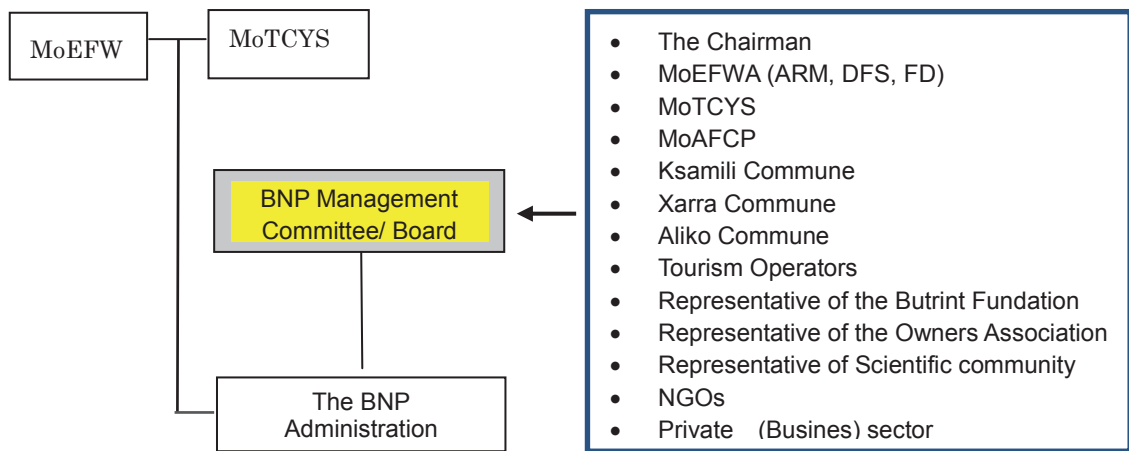 MoEFW
MoTCYS
BNP Management
Committee/ Board
The BNP
Administration
• The Chairman
• MoEFWA (ARM, DFS, FD)
• MoTCYS
• MoAFCP
• Ksamili Commune
• Xarra Commune
• Aliko Commune
• Tourism Operators
• Representative of the Butrint Fundation
• Representative of the Owners Association
• Representative of Scientific community
• NGOs
• Private (Busines) sector